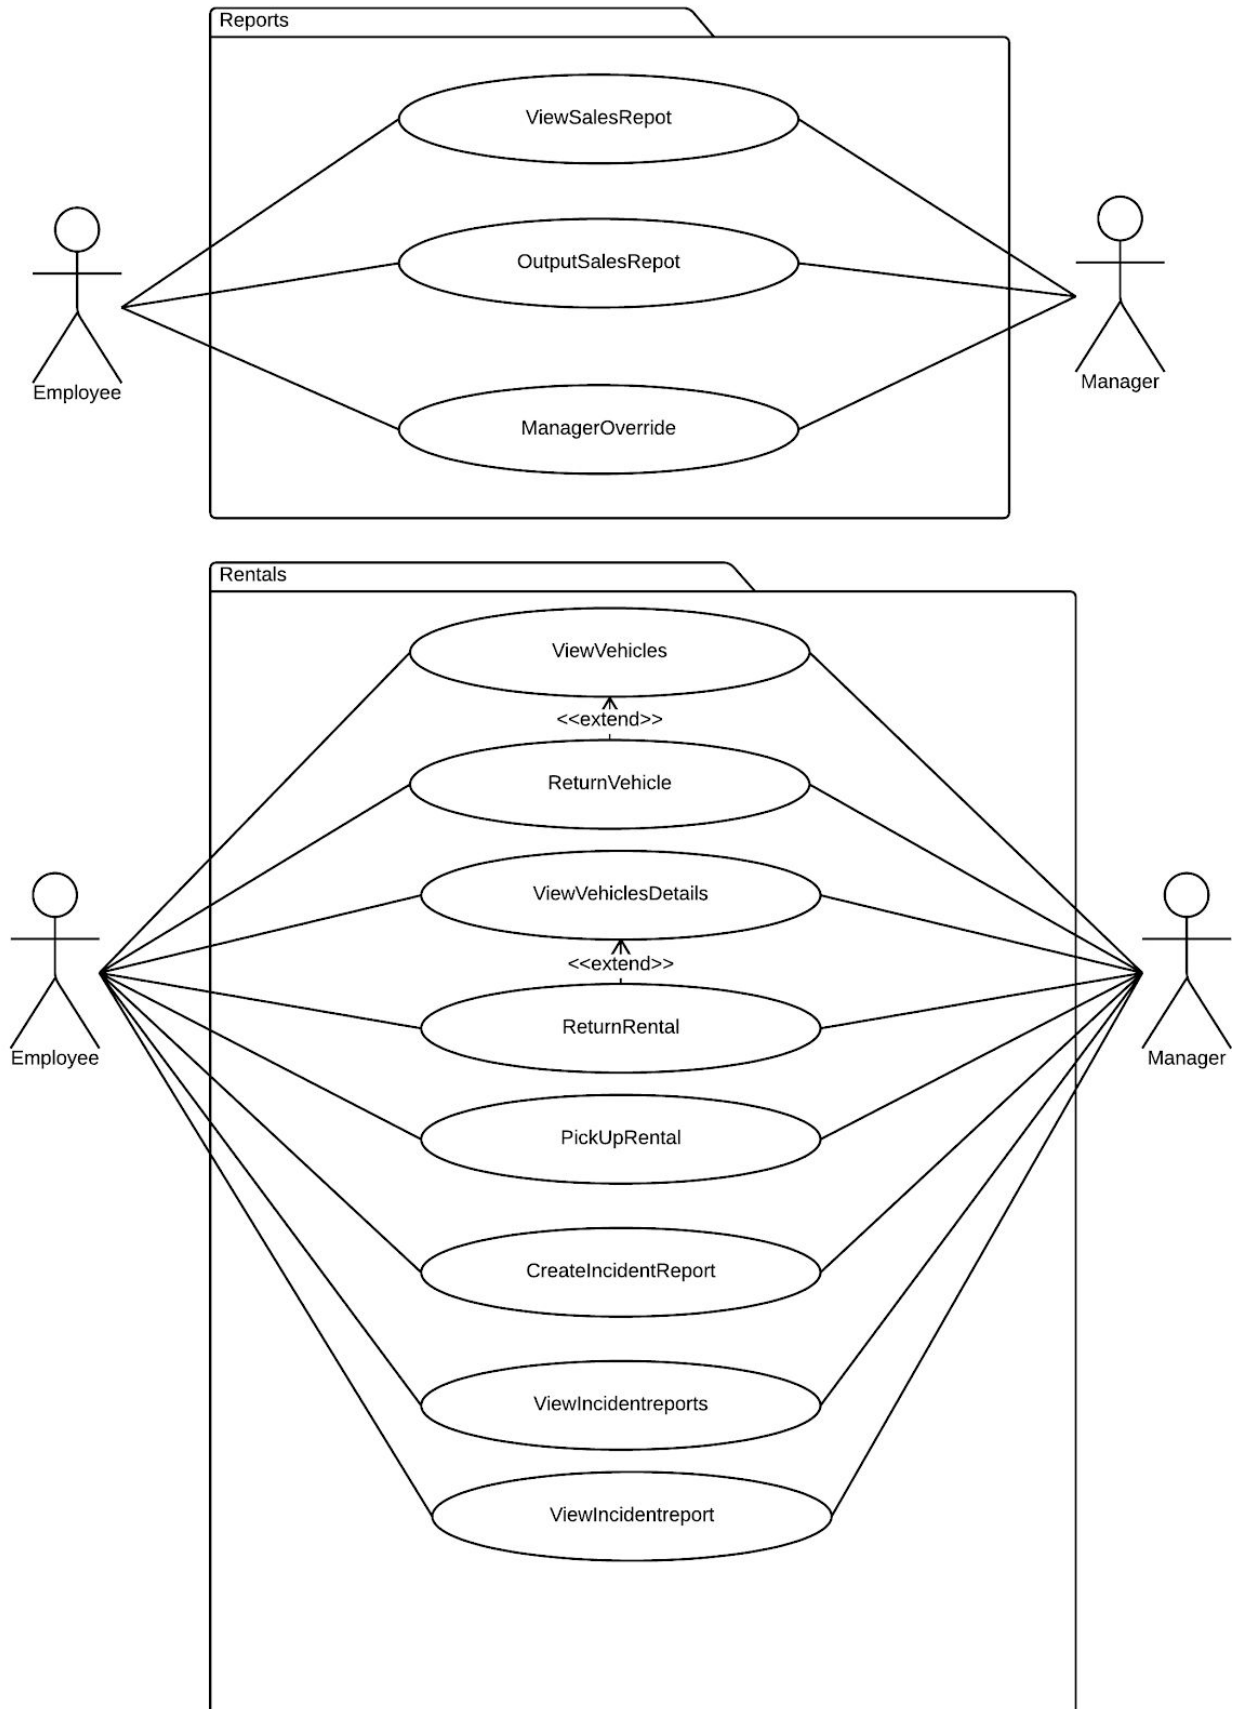 Reports
ViewSalesRepot
OutputSalesRepot
ManagerOverride
Employee
Manager
Rentals
ViewVehicles
<<extend>>
ReturnVehicle
ViewVehiclesDetails
<<extend>>
ReturnRental
PickUpRental
CreateIncidentReport
ViewIncidentreports
ViewIncidentreport
Employee
Manager